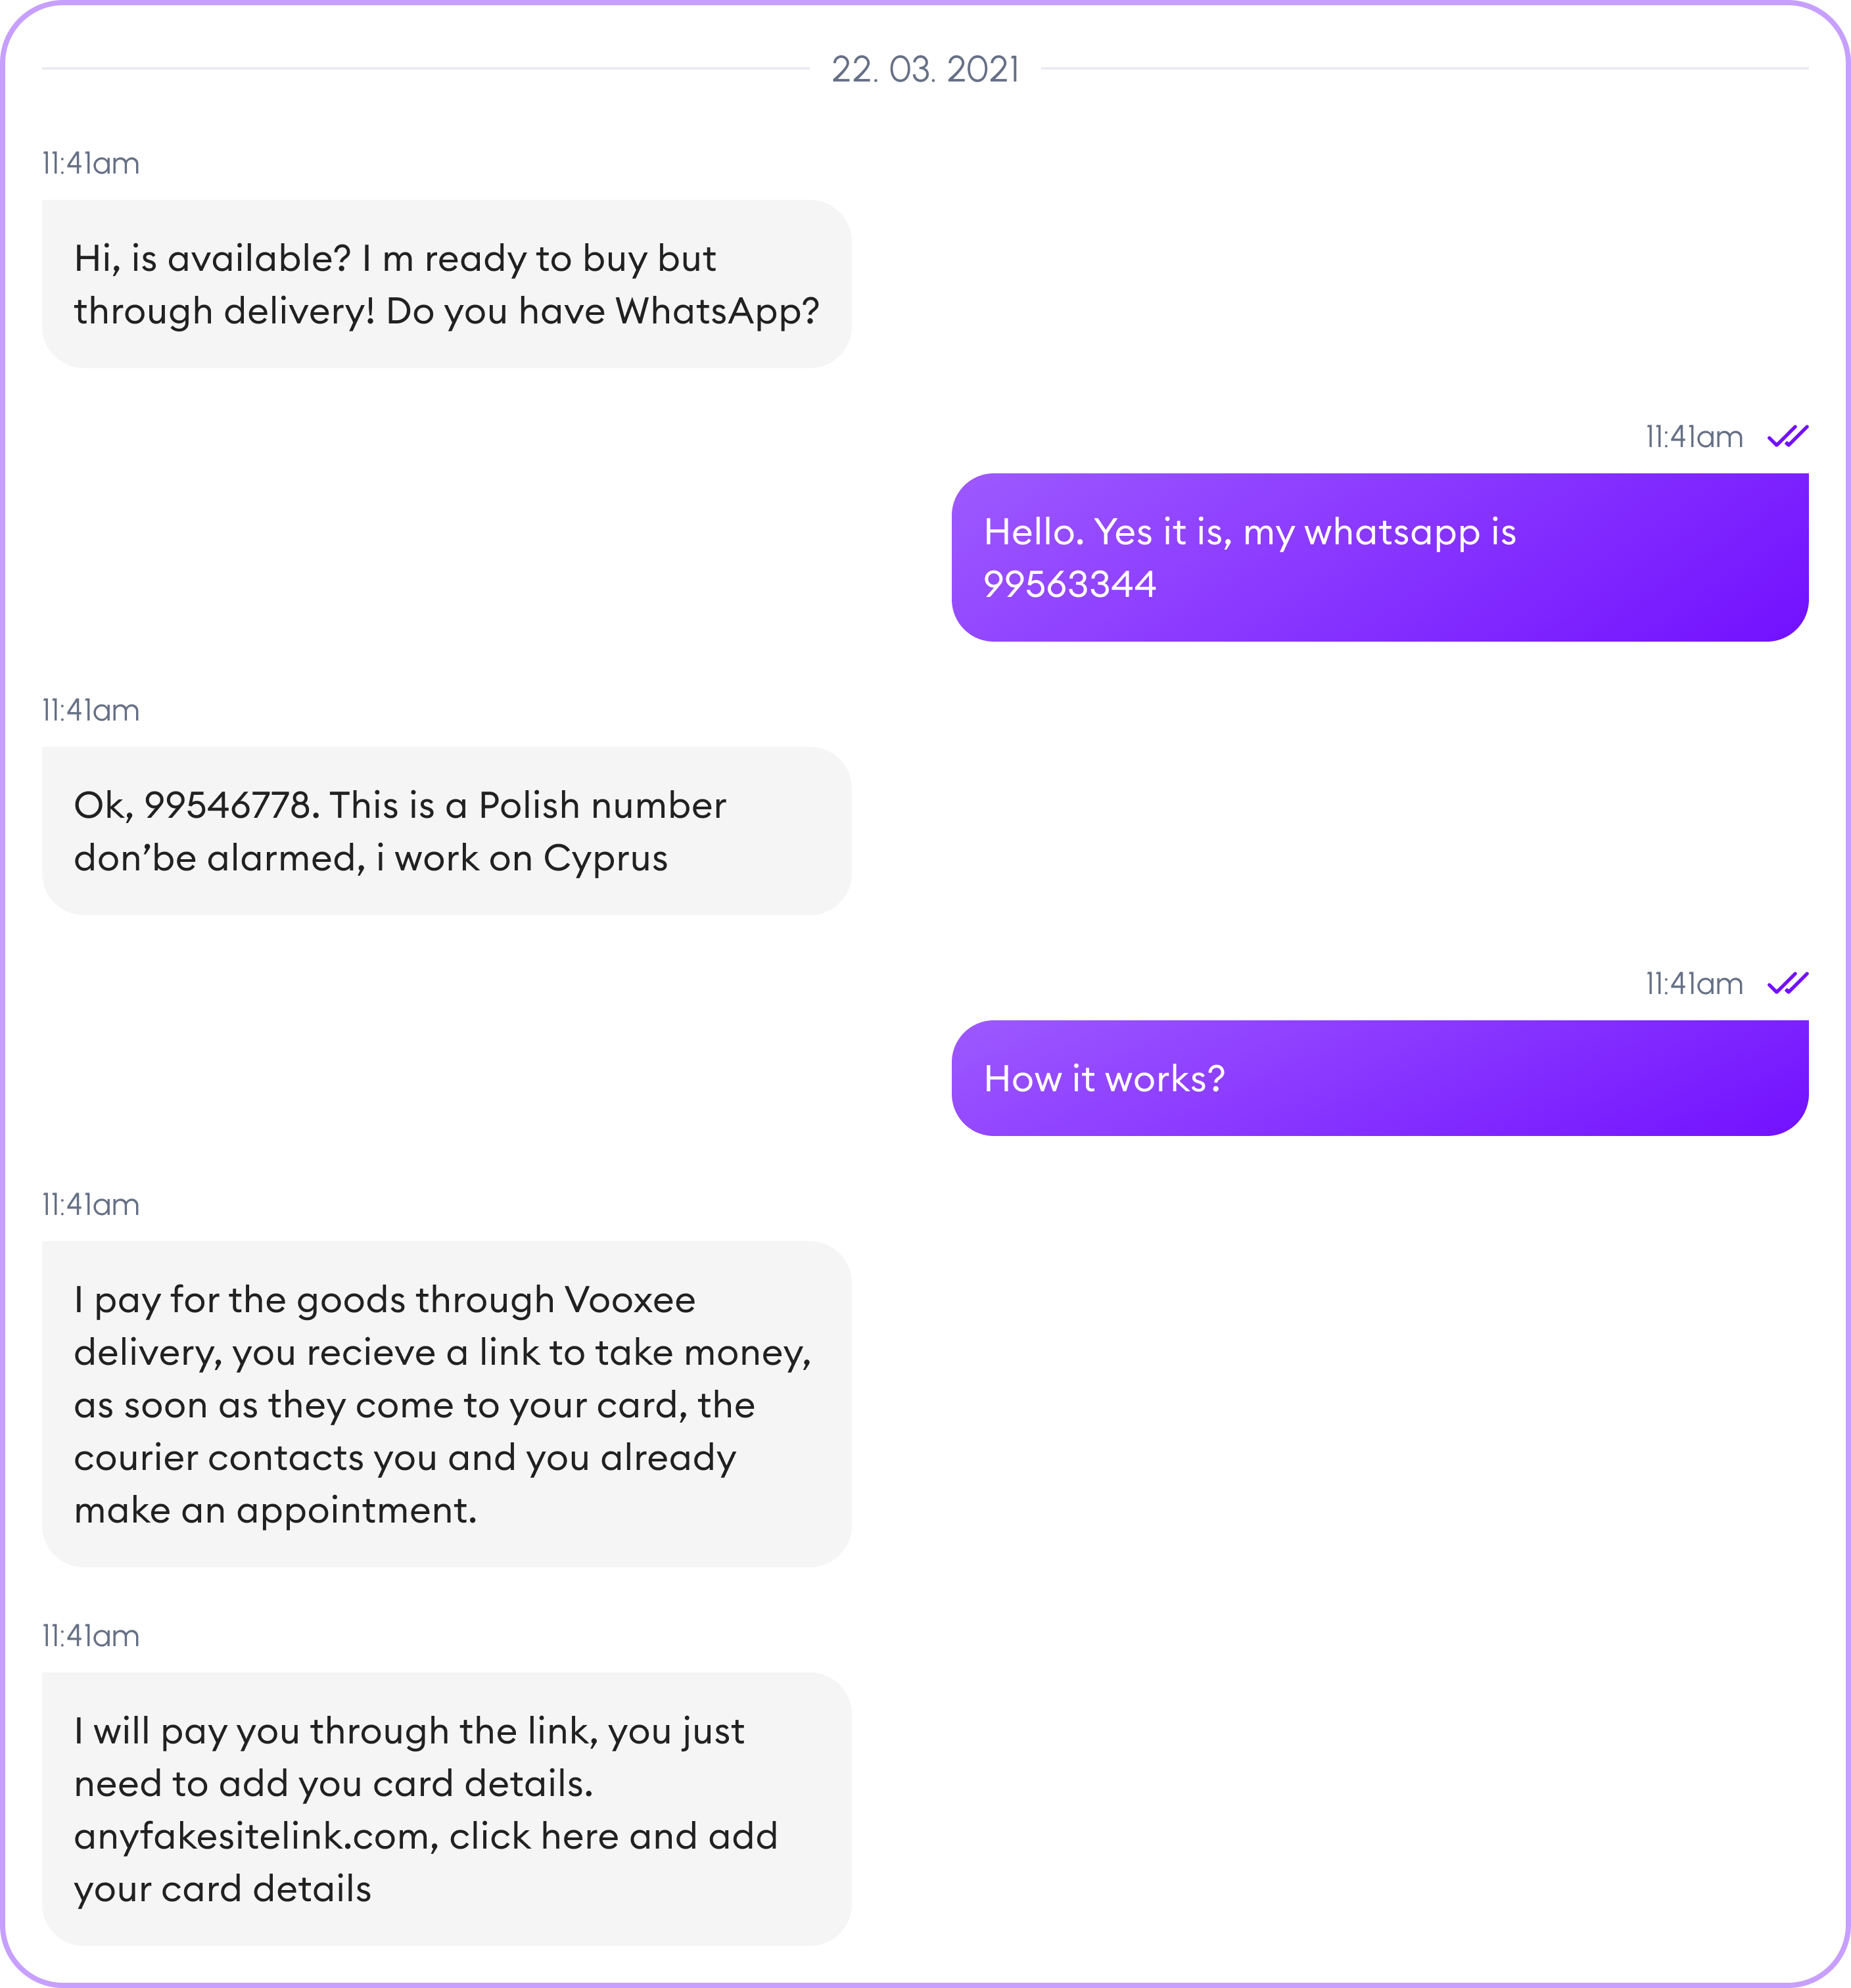 22. 03. 2021
11:41am
Hi, is available? I m ready to buy but
through delivery! Do you have WhatsApp?
11:41am
Hello. Yes it is, my whatsapp is
99563344
11:41am
Ok, 99546778. This is a Polish number
don’be alarmed, i work on Cyprus
11:41am
How it works?
11:41am
I pay for the goods through Vooxee
delivery, you recieve a link to take money,
as soon as they come to your card, the
courier contacts you and you already
make an appointment.
11:41am
I will pay you through the link, you just
need to add you card details.
anyfakesitelink.com, click here and add
your card details